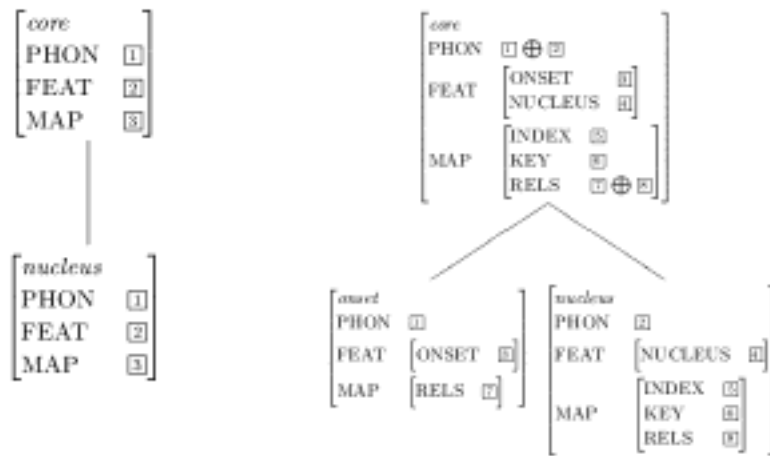 core
PHON 1
FEAT 2
MAP 3
nucleus
PHON 1
FEAT 2
MAP 3
core
PHON 1 ⊕ 2
FEAT ONSET 3
NUCLEUS 4
MAP INDEX 5
KEY 6
RELS 7 ⊕ 8
onset
PHON 1
FEAT ONSET 3
MAP RELS 7
nucleus
PHON 2
FEAT NUCLEUS 4
MAP INDEX 5
KEY 6
RELS 8